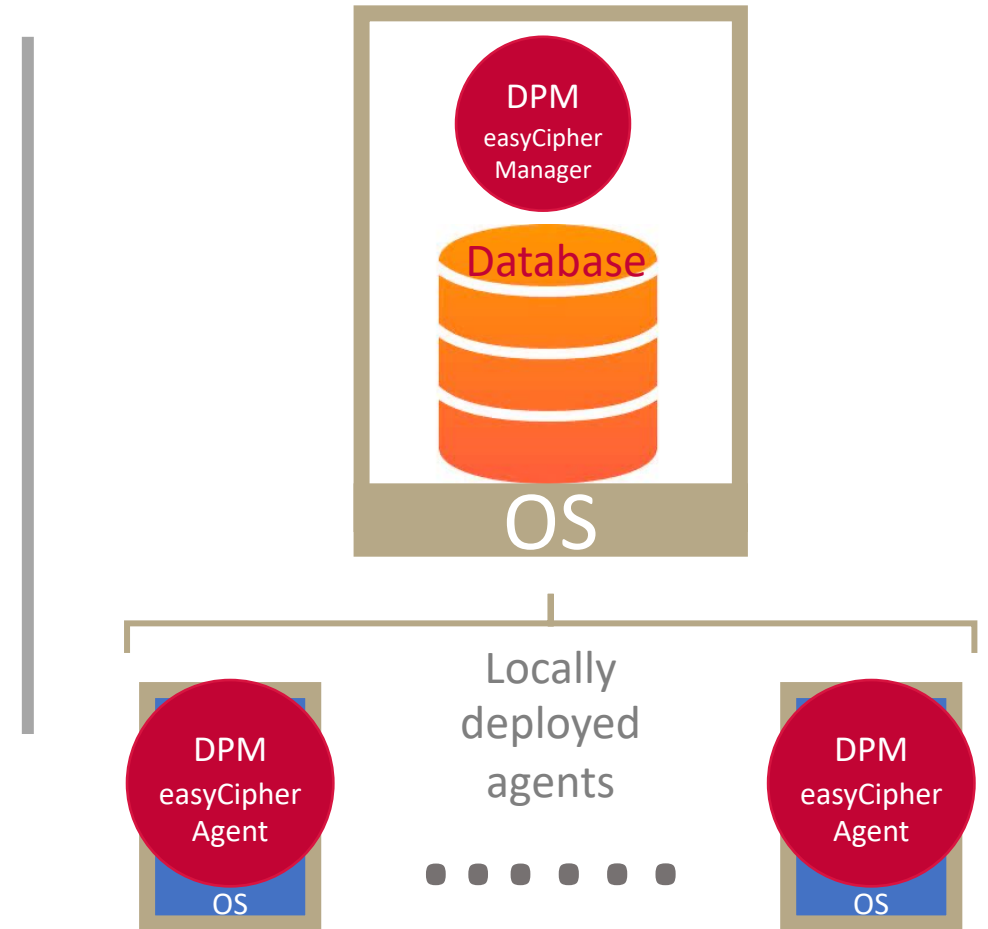 DPM
easyCipher
Manager
Database
OS
Locally
deployed
agents
DPM
easyCipher
Agent
OS
DPM
easyCipher
Agent
OS